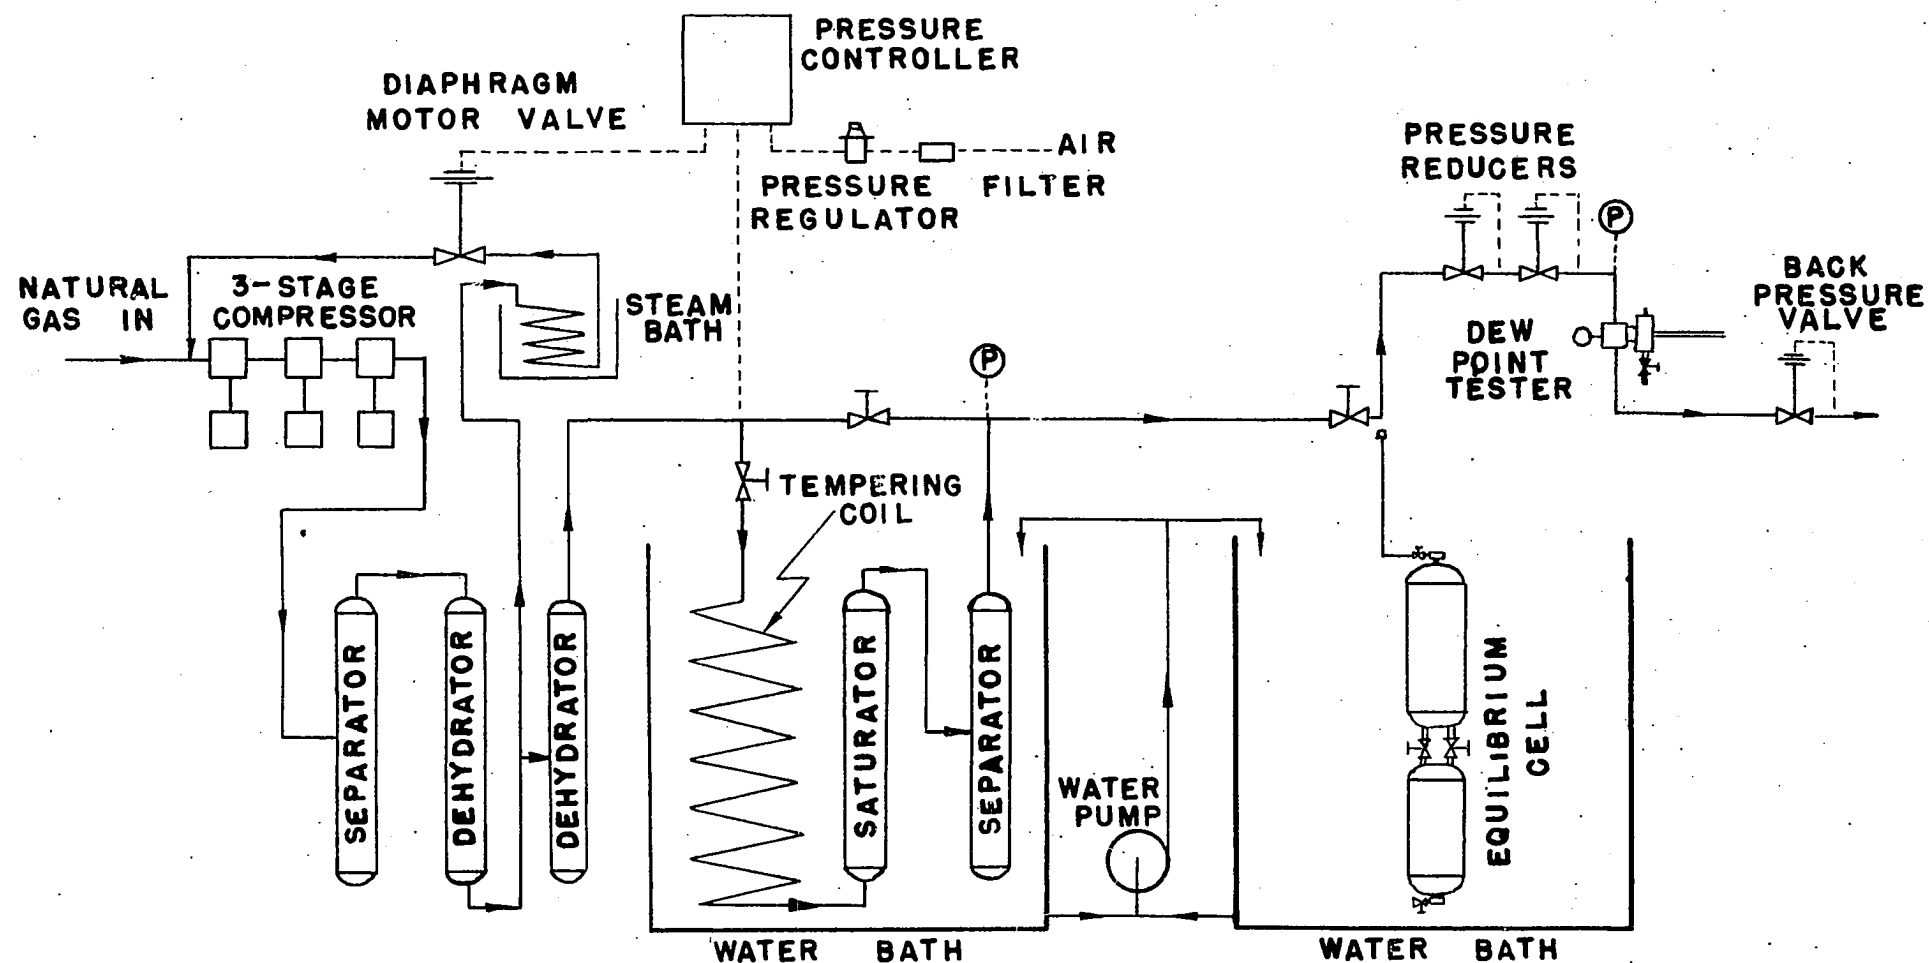 PRESSURE
CONTROLLER
DIAPHRAGM
MOTOR VALVE
AIR
PRESSURE FILTER
REGULATOR
PRESSURE
REDUCERS
P
NATURAL
GAS IN
3-STAGE
COMPRESSOR
STEAM
BATH
BACK
PRESSURE
VALVE
DEW
POINT
TESTER
P
TEMPERING
COIL
SEPARATOR
DEHYDRATOR
DEHYDRATOR
SATURATOR
SEPARATOR
WATER
PUMP
EQUILIBRIUM
CELL
WATER BATH
WATER BATH